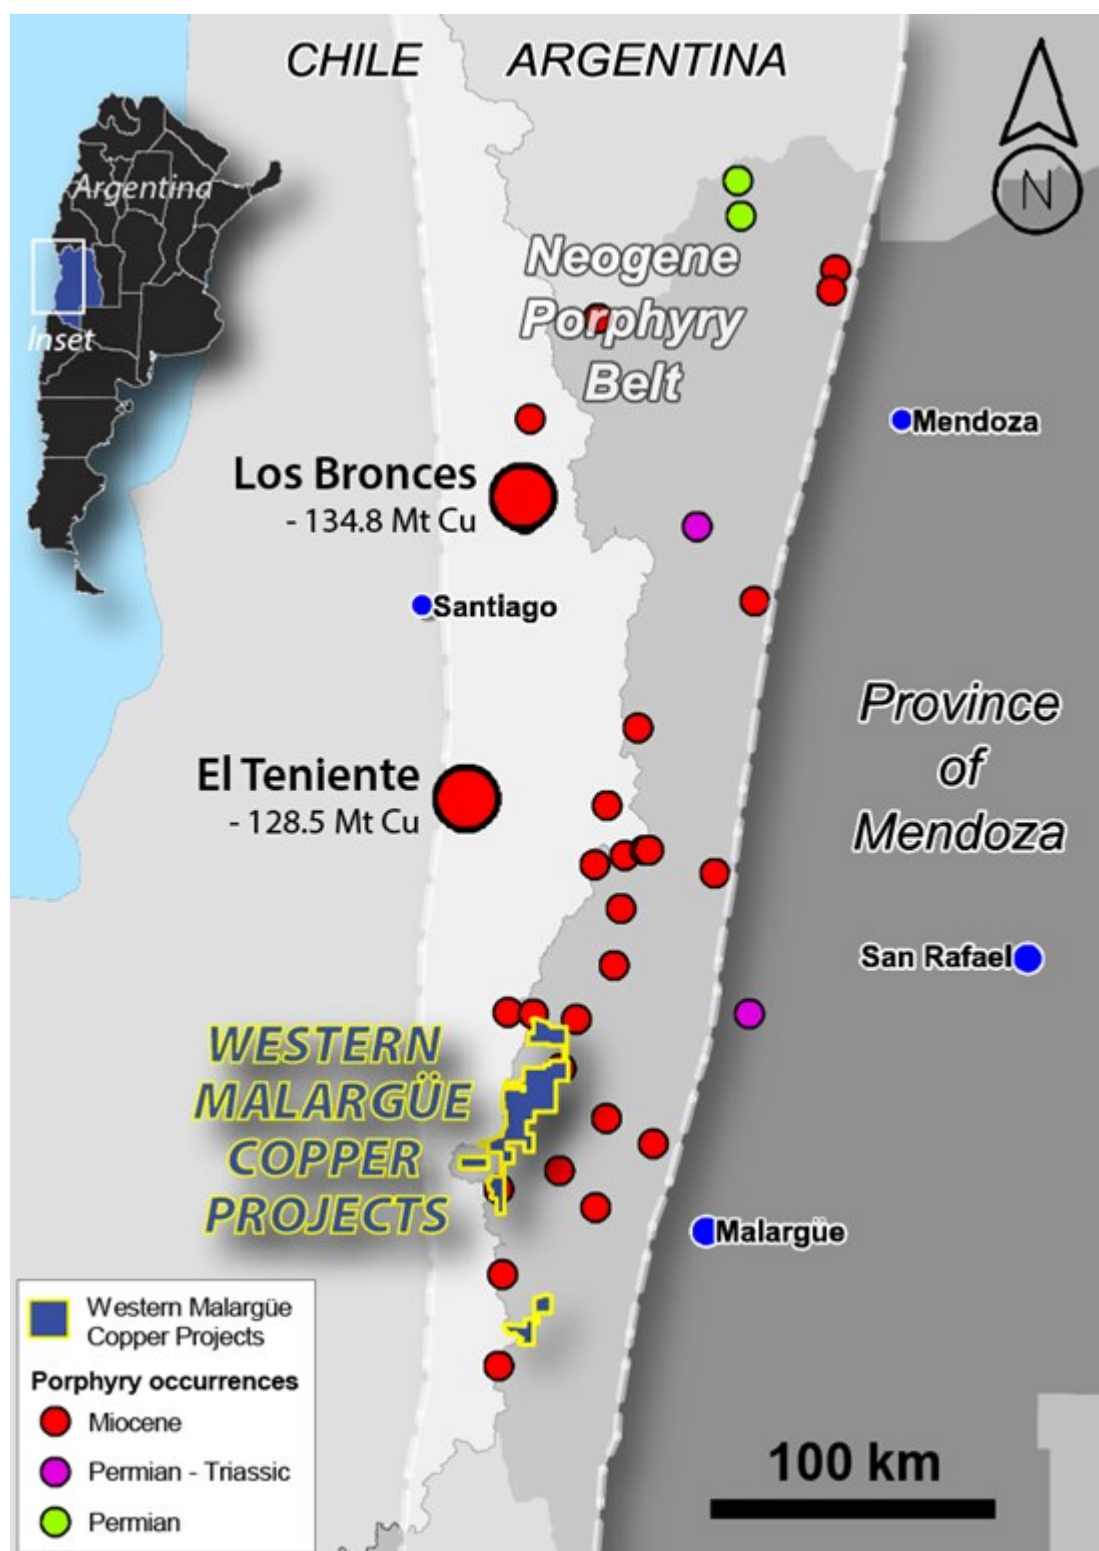 CHILE
ARGENTINA
N
Argentina
Inset
Neogene
Porphyry
Belt
Mendoza
Los Bronces
- 134.8 Mt Cu
Santiago
Province
of
Mendoza
El Teniente
- 128.5 Mt Cu
San Rafael
WESTERN
MALARGÜE
COPPER
PROJECTS
Malargüe
Western Malargüe
Copper Projects
Porphyry occurrences
Miocene
Permian - Triassic
Permian
100 km